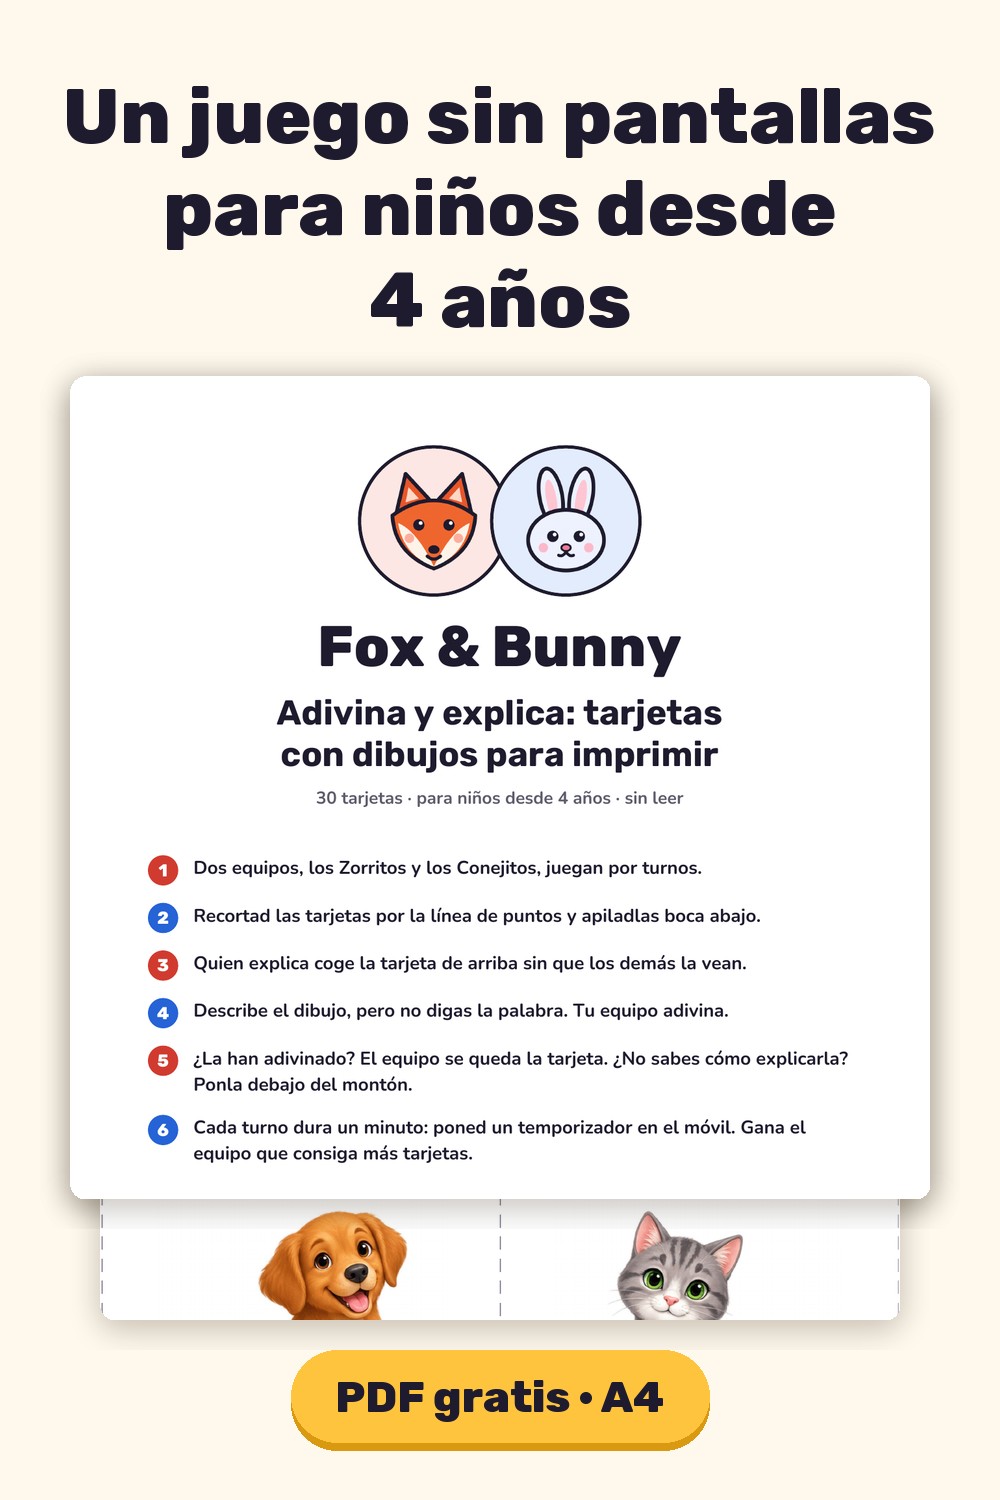 Un juego sin pantallas
para niños desde
4 años
Fox & Bunny
Adivina y explica: tarjetas
con dibujos para imprimir
30 tarjetas · para niños desde 4 años · sin leer
1 Dos equipos, los Zorritos y los Conejitos, juegan por turnos.
2 Recortad las tarjetas por la línea de puntos y apiladlas boca abajo.
3 Quien explica coge la tarjeta de arriba sin que los demás la vean.
4 Describe el dibujo, pero no digas la palabra. Tu equipo adivina.
5 ¿La han adivinado? El equipo se queda la tarjeta. ¿No sabes cómo explicarla?
Ponla debajo del montón.
6 Cada turno dura un minuto: poned un temporizador en el móvil. Gana el
equipo que consiga más tarjetas.
PDF gratis • A4